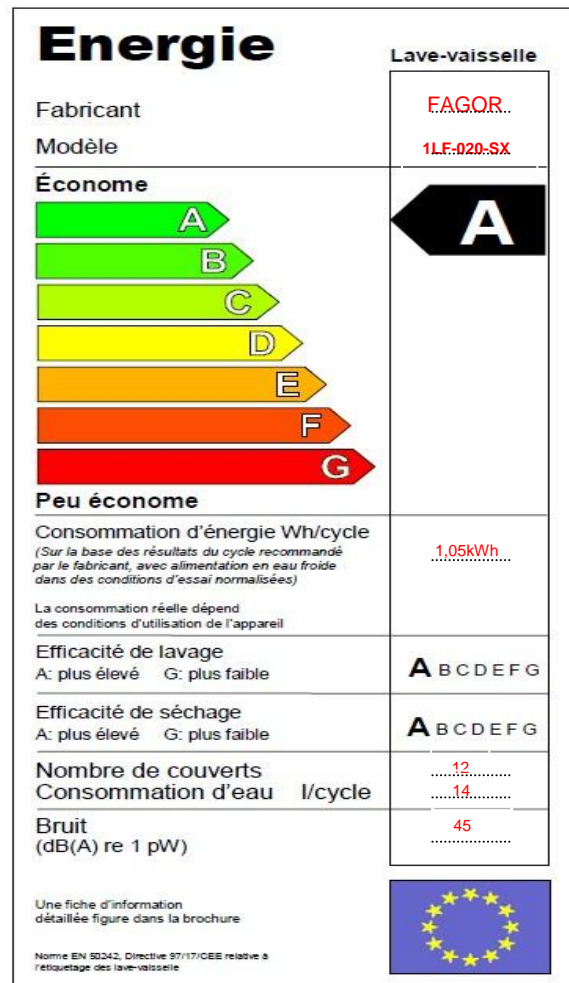 Energie
Lave-vaisselle
Fabricant
FAGOR
Modèle
1LF-020-SX
Économe
A
A
B
C
D
E
F
G
Peu économe
Consommation d'énergie Wh/cycle
(Sur la base des résultats du cycle recommandé
par le fabricant, avec alimentation en eau froide
dans des conditions d'essai normalisées)
1,05kWh
La consommation réelle dépend
des conditions d'utilisation de l'appareil
Efficacité de lavage
A: plus élevé G: plus faible
A B C D E F G
Efficacité de séchage
A: plus élevé G: plus faible
A B C D E F G
Nombre de couverts
12
Consommation d'eau l/cycle
14
Bruit
(dB(A) re 1 pW)
45
Une fiche d'information
détaillée figure dans la brochure
Norme EN 50242, Directive 97/17/CEE relative à
l'étiquetage des lave-vaisselle